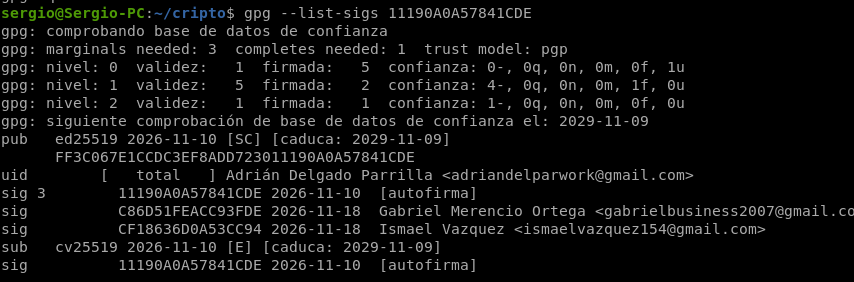 sergio@Sergio-PC:~/cripto$ gpg --list-sigs 11190A0A57841CDE
gpg: comprobando base de datos de confianza
gpg: marginals needed: 3  completes needed: 1  trust model: pgp
gpg: nivel: 0  validez:   1  firmada:   5  confianza: 0-, 0q, 0n, 0m, 0f, 1u
gpg: nivel: 1  validez:   5  firmada:   2  confianza: 4-, 0q, 0n, 0m, 1f, 0u
gpg: nivel: 2  validez:   1  firmada:   1  confianza: 1-, 0q, 0n, 0m, 0f, 0u
gpg: siguiente comprobación de base de datos de confianza el: 2029-11-09
pub   ed25519 2026-11-10 [SC] [caduca: 2029-11-09]
      FF3C067E1CCDC3EF8ADD723011190A0A57841CDE
uid        [   total   ] Adrián Delgado Parrilla <adriandelparwork@gmail.com>
sig 3        11190A0A57841CDE 2026-11-10  [autofirma]
sig          C86D51FEACC93FDE 2026-11-18  Gabriel Merencio Ortega <gabrielbusiness2007@gmail.co
sig          CF18636D0A53CC94 2026-11-18  Ismael Vazquez <ismaelvazquez154@gmail.com>
sub   cv25519 2026-11-10 [E] [caduca: 2029-11-09]
sig          11190A0A57841CDE 2026-11-10  [autofirma]